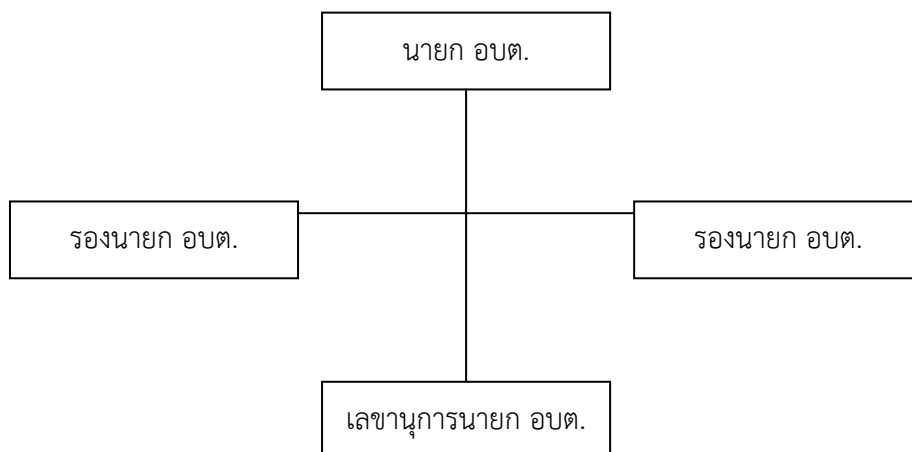 นายก อบต.
รองนายก อบต.
รองนายก อบต.
เลขานุการนายก อบต.